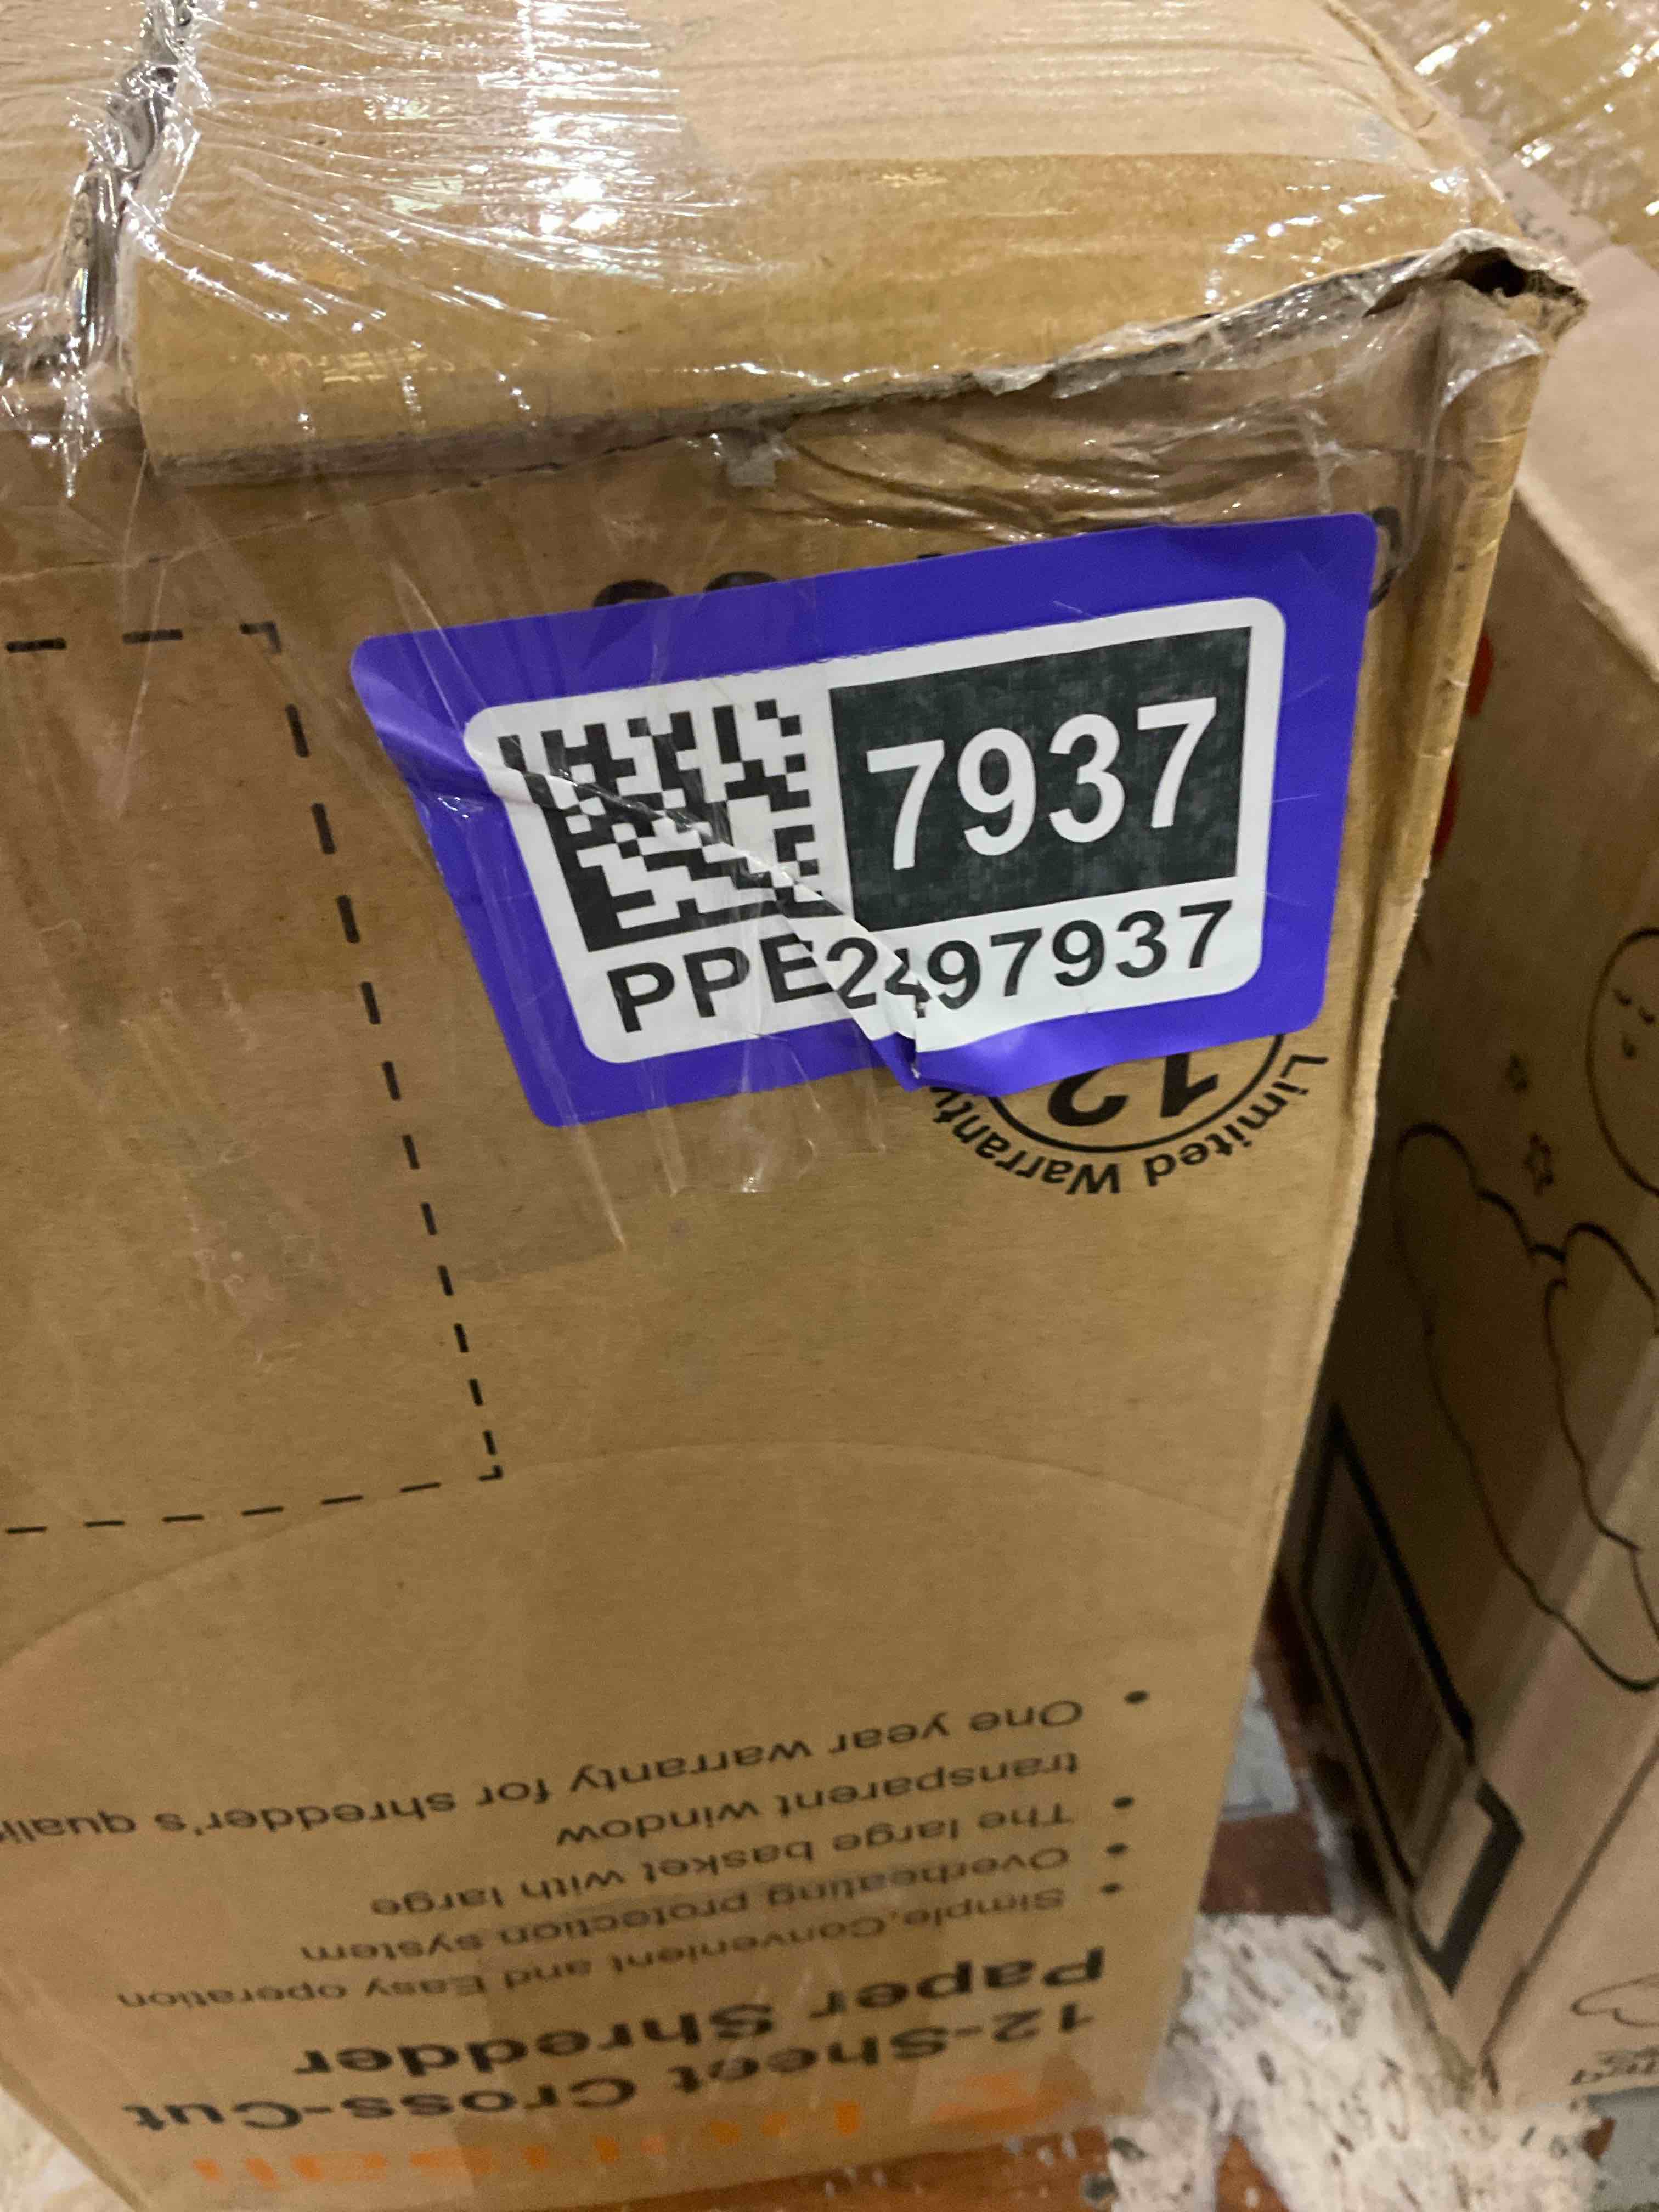 7937
PPE2497937
12
Limited Warranty
12-Sheet Cross-Cut
Paper Shredder
Simple,Convenient and Easy operation
• Overheating protection system
• The large basket with large
transparent window
• One year warranty for shredder's